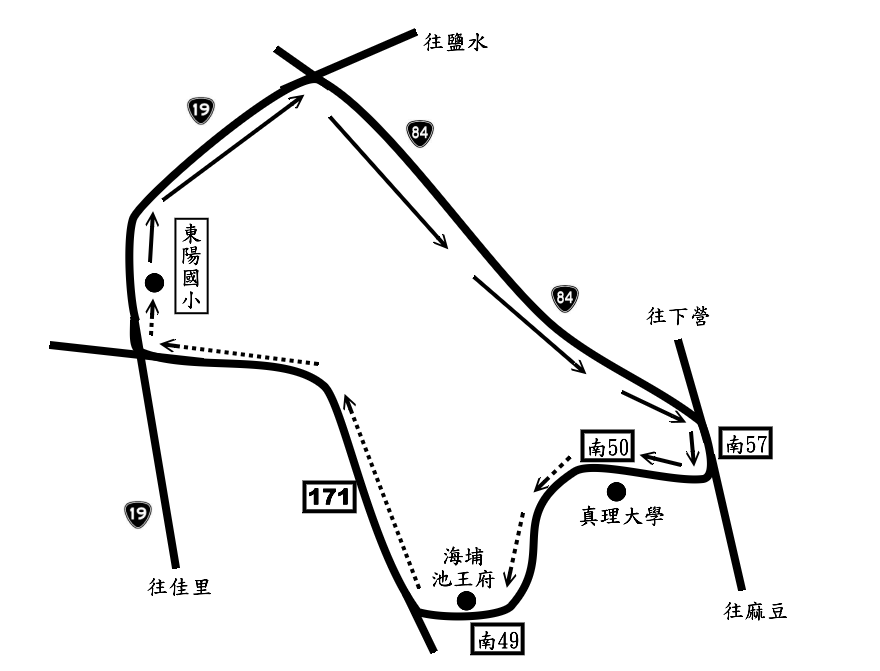 往鹽水
19
84
東陽國小
84
往下營
南57
南50
171
19
真理大學
海埔
池王府
往佳里
往麻豆
南49